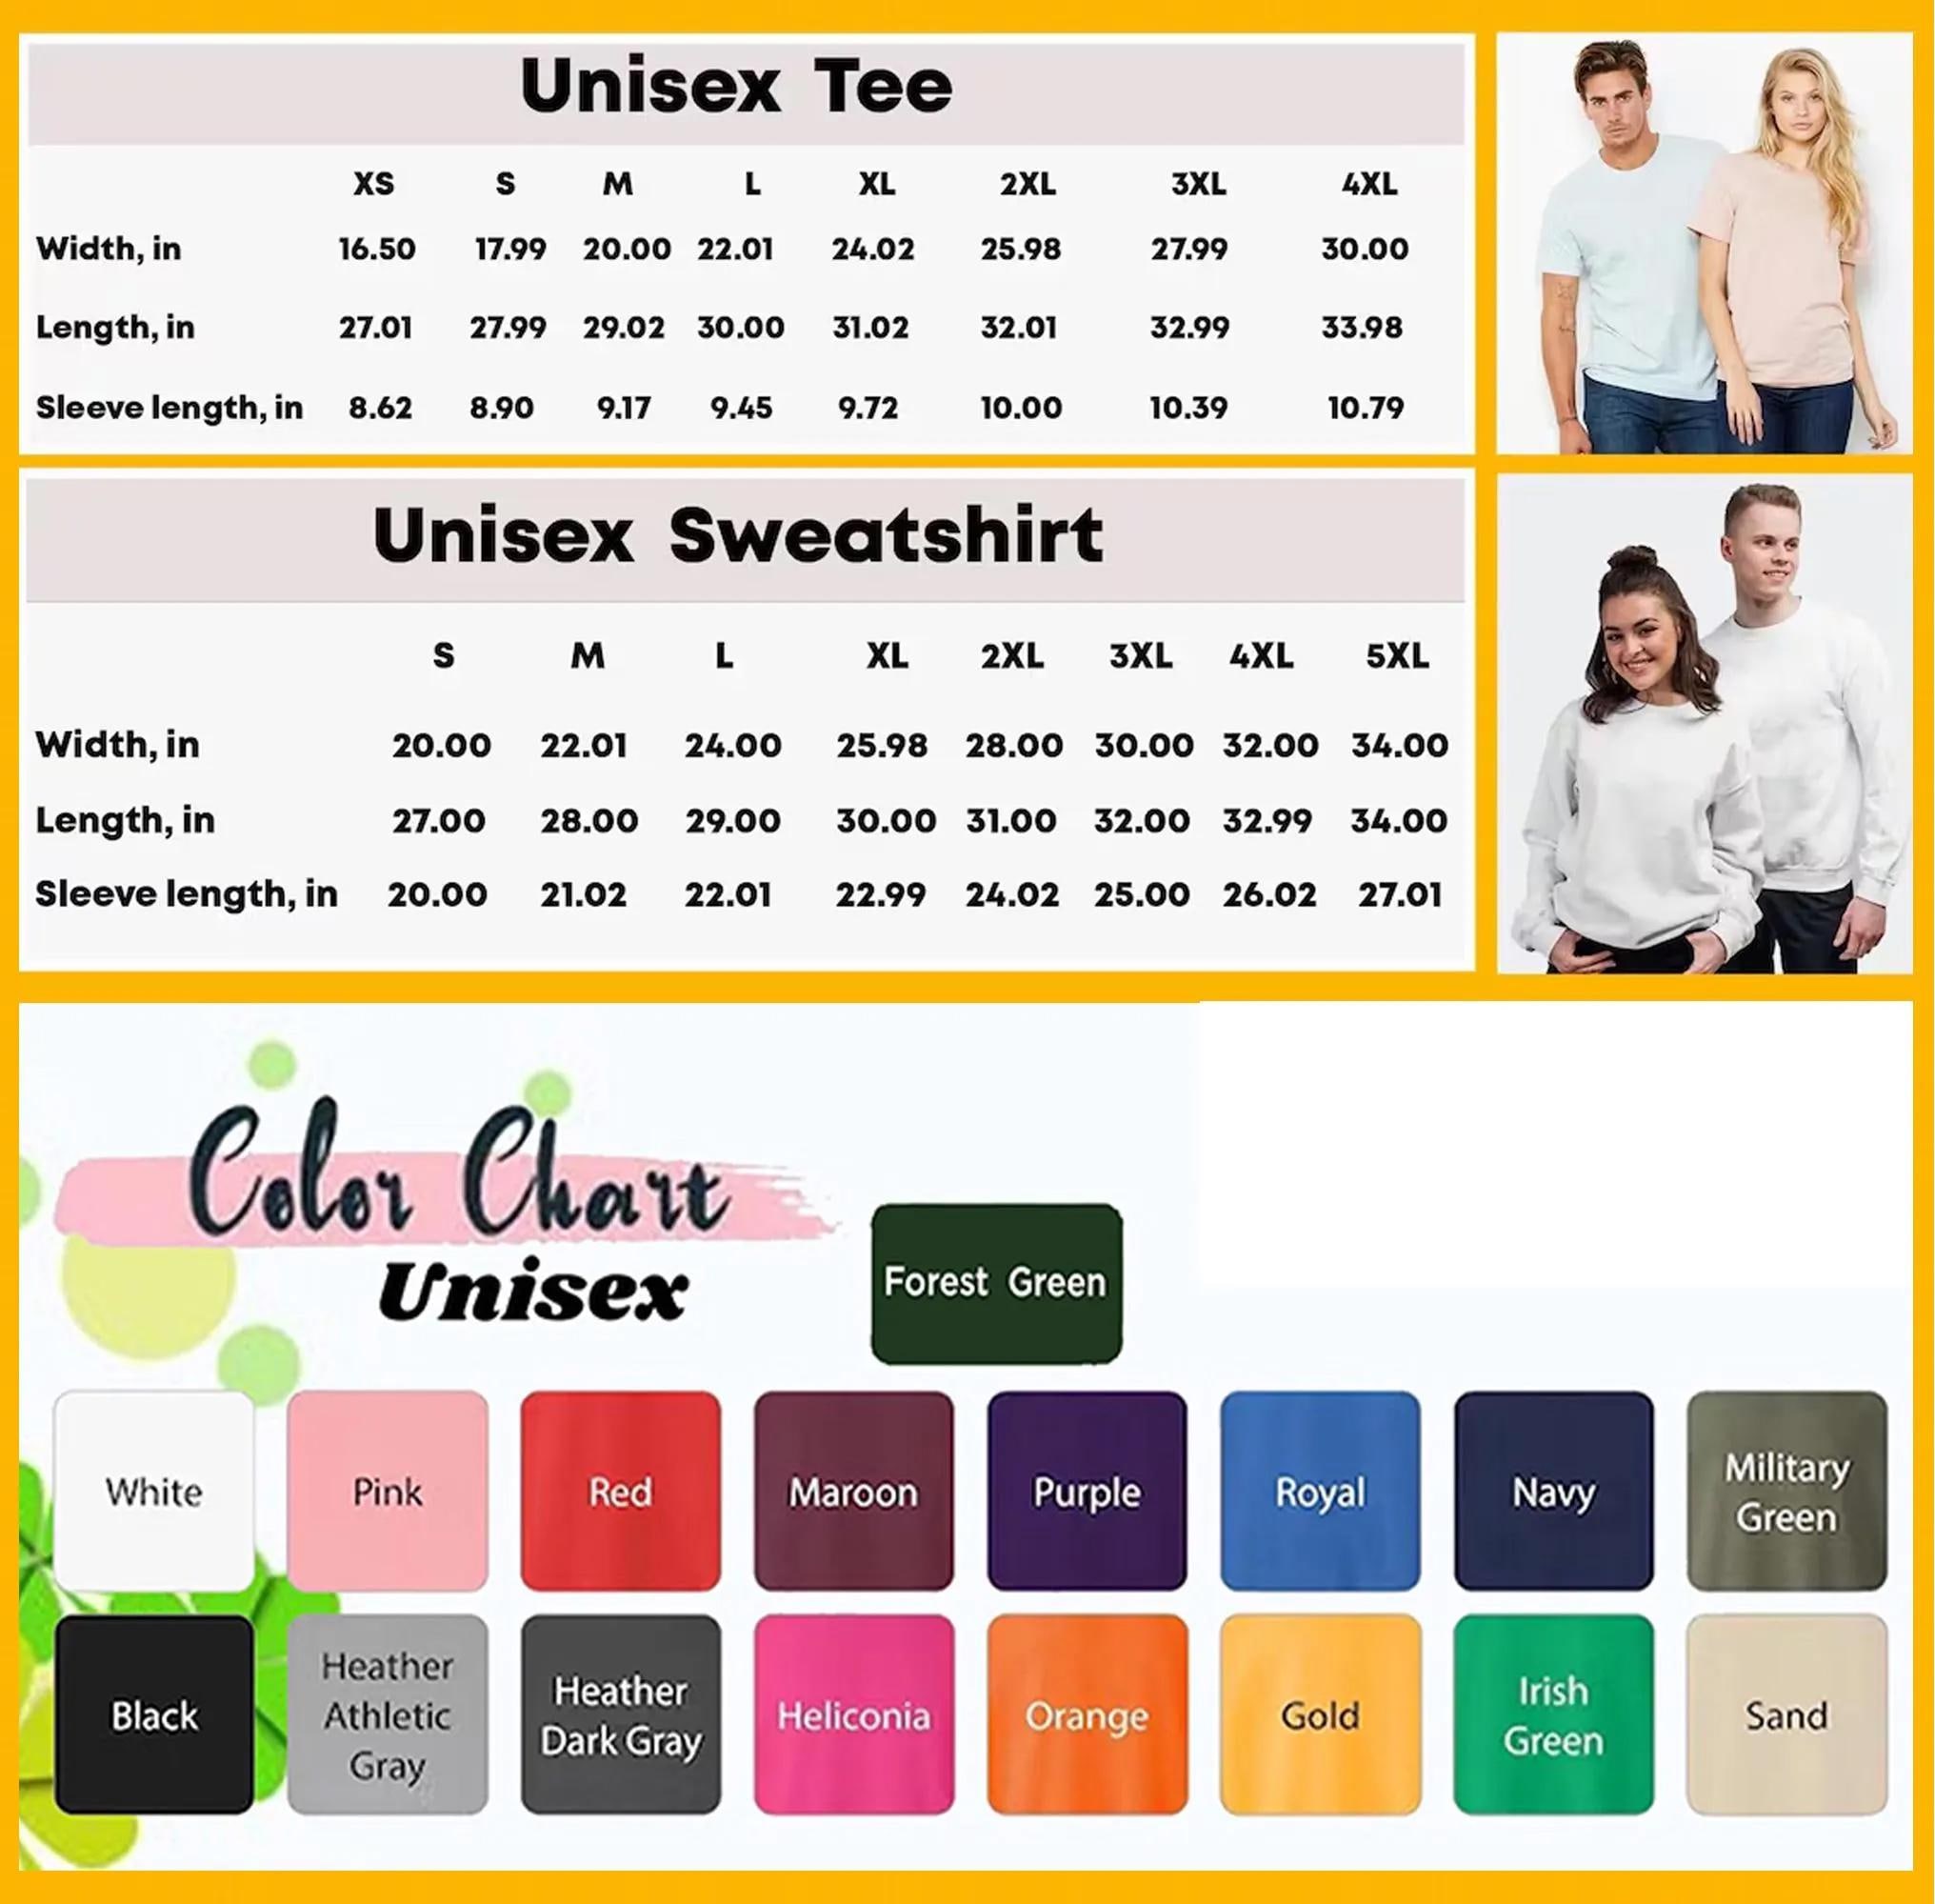 Unisex Tee
XS S M L XL 2XL 3XL 4XL
Width, in 16.50 17.99 20.00 22.01 24.02 25.98 27.99 30.00
Length, in 27.01 27.99 29.02 30.00 31.02 32.01 32.99 33.98
Sleeve length, in 8.62 8.90 9.17 9.45 9.72 10.00 10.39 10.79
Unisex Sweatshirt
S M L XL 2XL 3XL 4XL 5XL
Width, in 20.00 22.01 24.00 25.98 28.00 30.00 32.00 34.00
Length, in 27.00 28.00 29.00 30.00 31.00 32.00 32.99 34.00
Sleeve length, in 20.00 21.02 22.01 22.99 24.02 25.00 26.02 27.01
Color Chart
Unisex
Forest Green
White
Pink
Red
Maroon
Purple
Royal
Navy
Military
Green
Black
Heather
Athletic
Gray
Heather
Dark Gray
Heliconia
Orange
Gold
Irish
Green
Sand